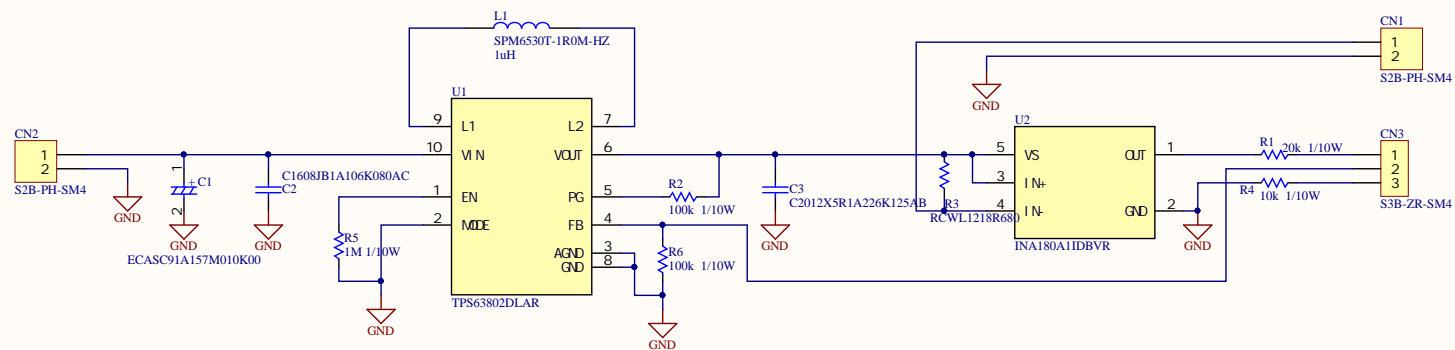 L1
SPM6530T-1R0M-HZ
1uH
CN1
1
2
S2B-PH-SM4
GND
U1
9
L1
L2
7
10
VIN
VOUT
6
1
EN
PG
5
2
MODE
FB
4
AGND
3
GND
8
TPS63802DLAR
CN2
1
2
S2B-PH-SM4
GND
1
+
C1
2
GND
ECASC91A157M010K00
C1608JB1A106K080AC
C2
GND
R5
1M 1/10W
GND
R2
100k 1/10W
R6
100k 1/10W
GND
C3
C2012X5R1A226K125AB
GND
R3
RCWL1218R680
U2
5
VS
OUT
1
3
IN+
4
IN-
GND
2
INA180A1IDBVR
GND
R1
20k 1/10W
R4
10k 1/10W
CN3
1
2
3
S3B-ZR-SM4